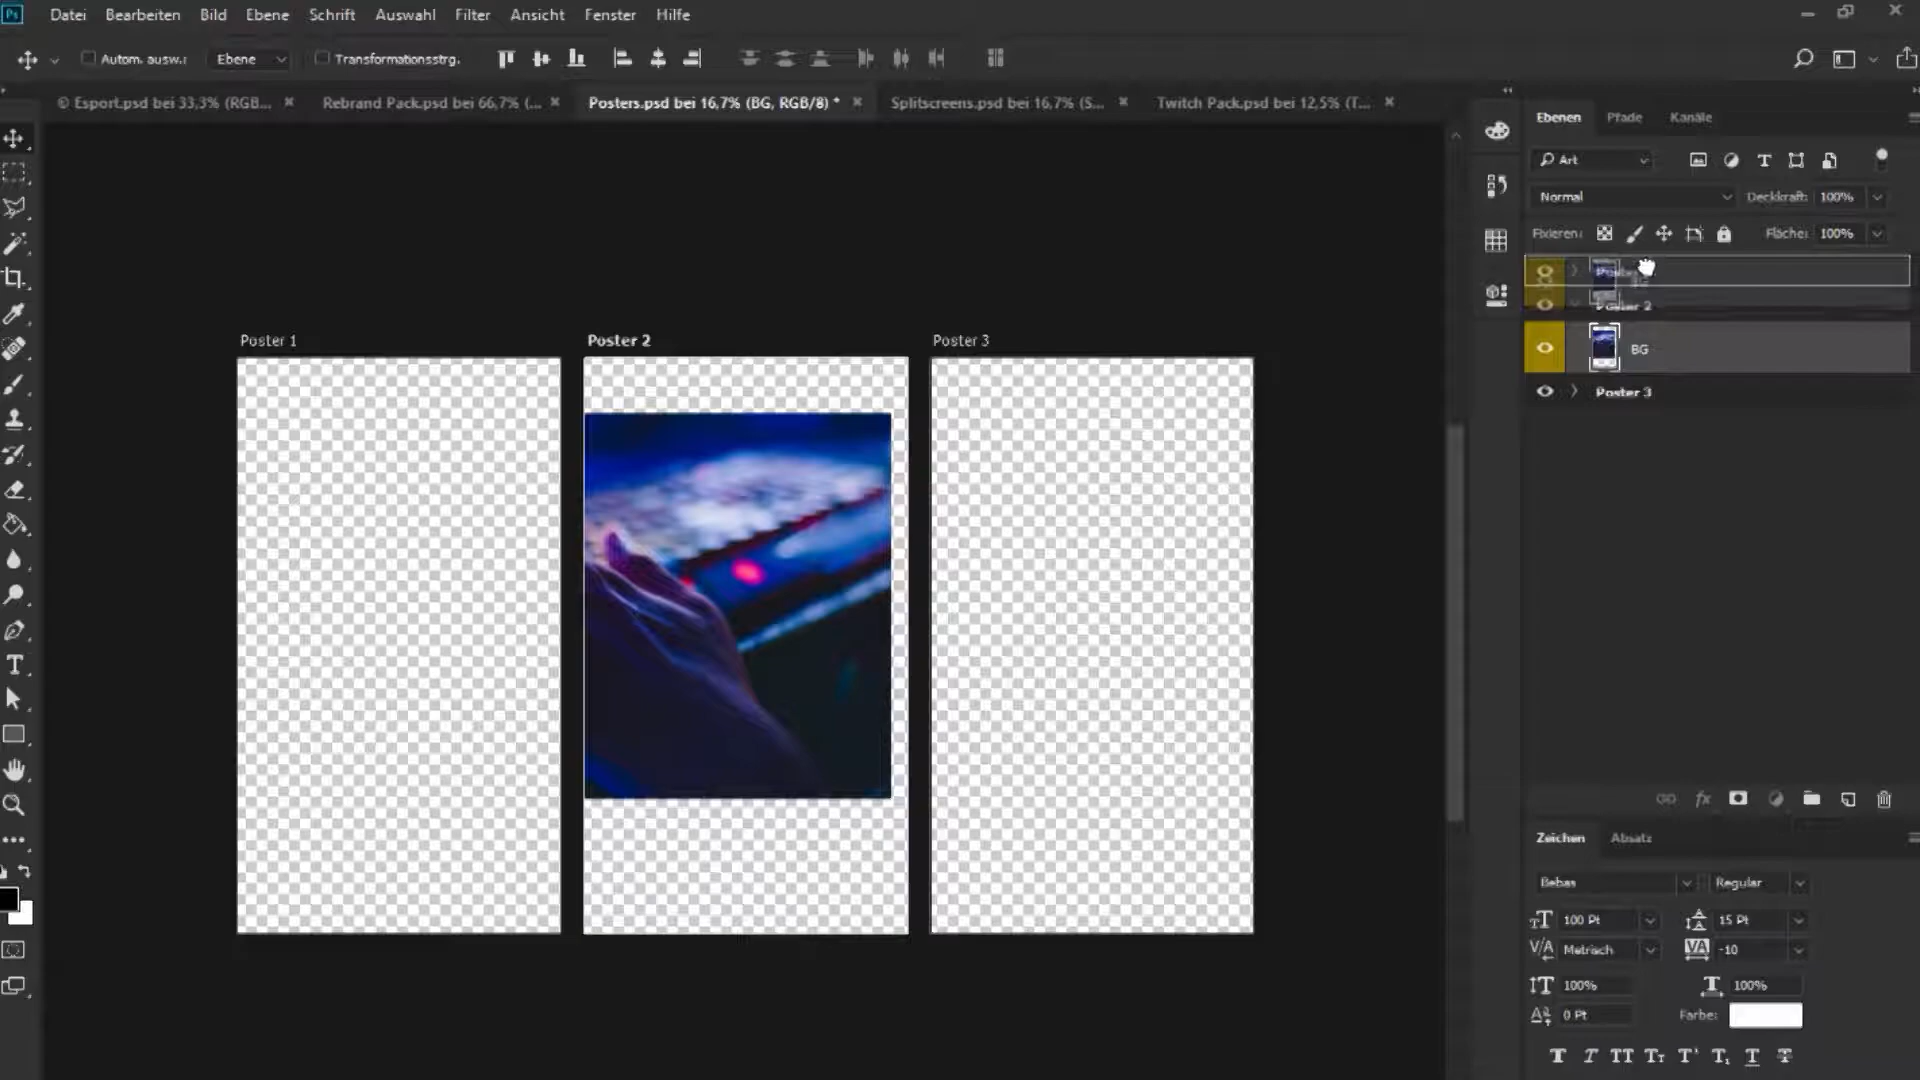 Ps Datei Bearbeiten Bild Ebene Schrift Auswahl Filter Ansicht Fenster Hilfe
Autom. ausw.: Ebene Transformationsstrg.
© Esport.psd bei 33,3% (RGB... Rebrand Pack.psd bei 66,7% (... Posters.psd bei 16,7% (BG, RGB/8) * Splitscreens.psd bei 16,7% (S... Twitch Pack.psd bei 12,5% (T...
Ebenen Pfade Kanäle
Art
Normal Deckkraft: 100%
Fixieren: Fläche: 100%
Poster 2
BG
Poster 3
Poster 1 Poster 2 Poster 3
Zeichen Absatz
Bebas Regular
100 Pt 15 Pt
Metrisch -10
100% 100%
0 Pt Farbe: